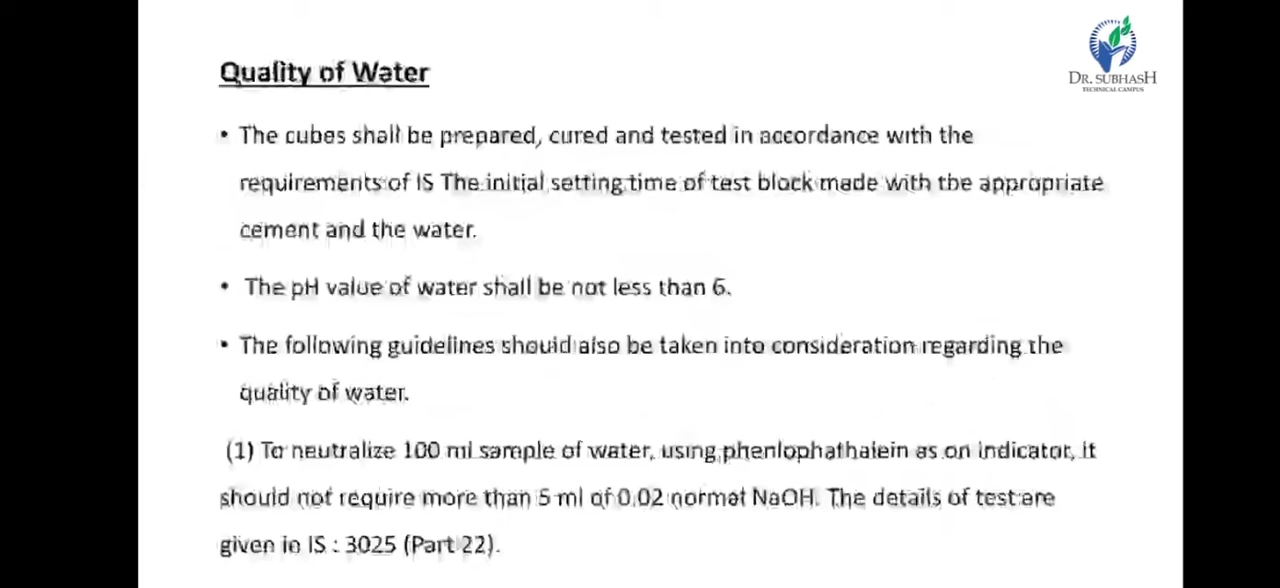 DR. SUBHASH
TECHNICAL CAMPUS
Quality of Water
• The cubes shall be prepared, cured and tested in accordance with the
requirements of IS The initial setting time of test block made with the appropriate
cement and the water.
• The pH value of water shall be not less than 6.
• The following guidelines should also be taken into consideration regarding the
quality of water.
(1) To neutralize 100 ml sample of water, using phenlophathalein as on indicator, it
should not require more than 5 ml of 0.02 normal NaOH. The details of test are
given in IS : 3025 (Part 22).